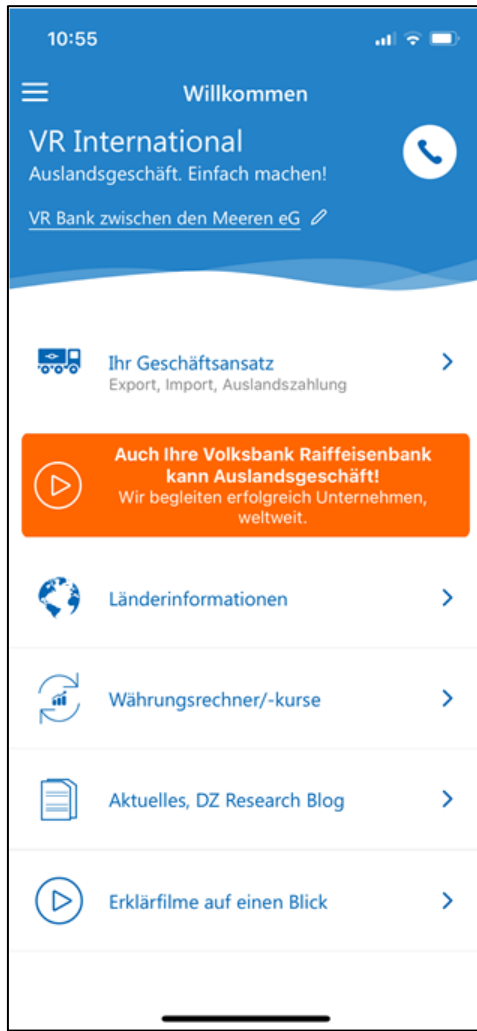 10:55
Willkommen
VR International
Auslandsgeschäft. Einfach machen!
VR Bank zwischen den Meeren eG
Ihr Geschäftsansatz
Export, Import, Auslandszahlung
Auch Ihre Volksbank Raiffeisenbank
kann Auslandsgeschäft!
Wir begleiten erfolgreich Unternehmen,
weltweit.
Länderinformationen
Währungsrechner/-kurse
Aktuelles, DZ Research Blog
Erklärfilme auf einen Blick